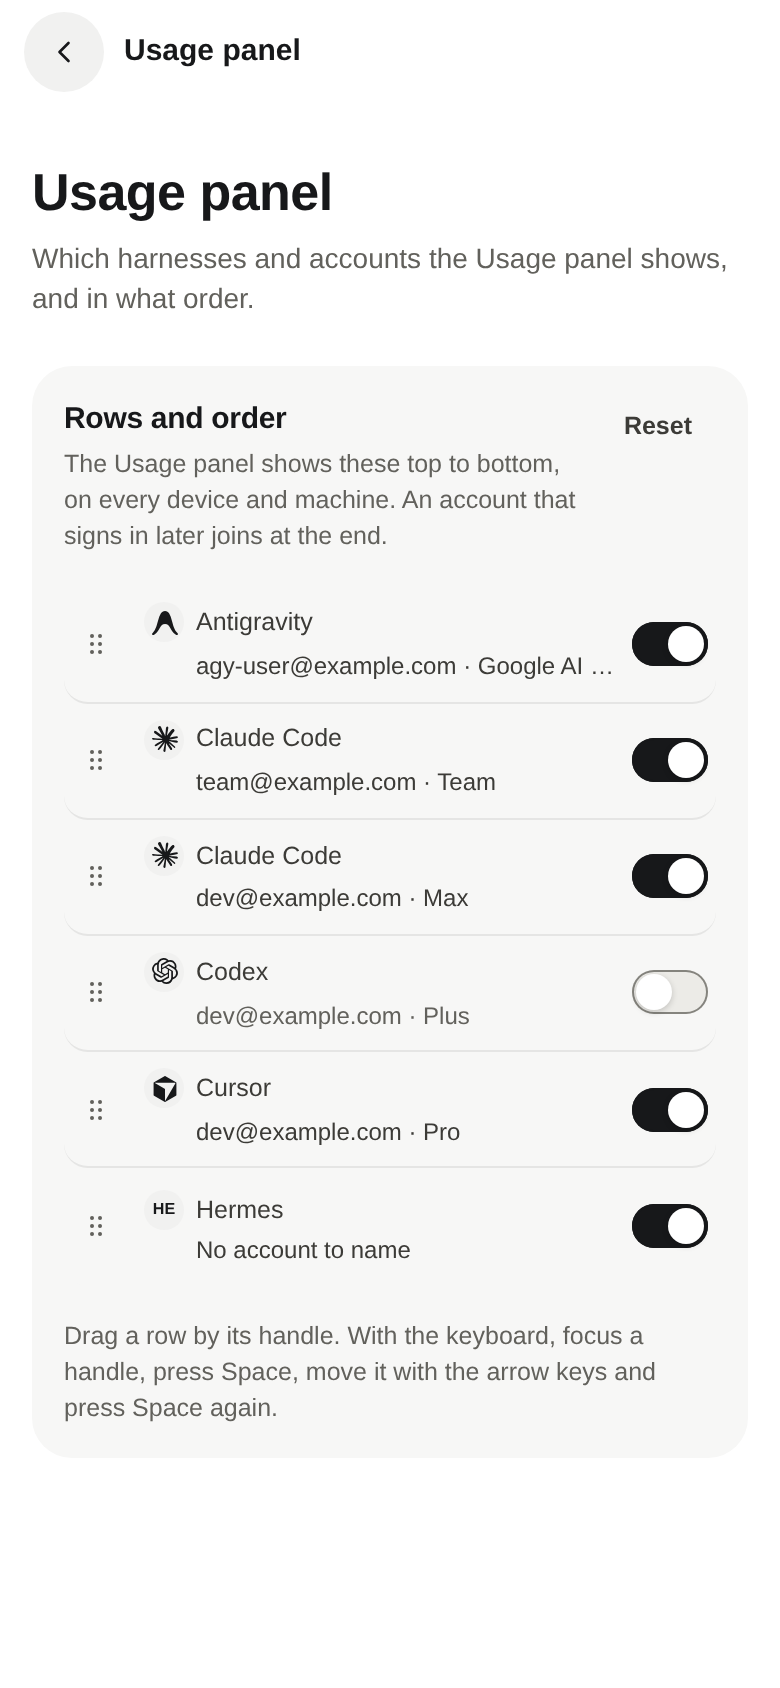 Usage panel
Usage panel
Which harnesses and accounts the Usage panel shows,
and in what order.
Rows and order
Reset
The Usage panel shows these top to bottom,
on every device and machine. An account that
signs in later joins at the end.
Antigravity
agy-user@example.com · Google AI …
Claude Code
team@example.com · Team
Claude Code
dev@example.com · Max
Codex
dev@example.com · Plus
Cursor
dev@example.com · Pro
HE Hermes
No account to name
Drag a row by its handle. With the keyboard, focus a
handle, press Space, move it with the arrow keys and
press Space again.